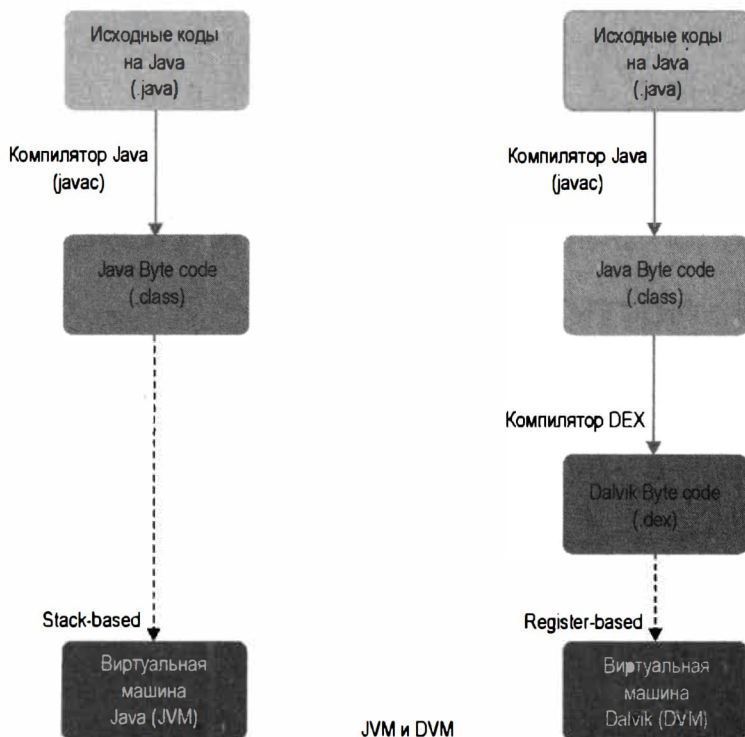 Исходные коды
на Java
(.java)
Компилятор Java
(javac)
Java Byte code
(.class)
Stack-based
Виртуальная
машина
Java (JVM)
Исходные коды
на Java
(.java)
Компилятор Java
(javac)
Java Byte code
(.class)
Компилятор DEX
Dalvik Byte code
(.dex)
Register-based
Виртуальная
машина
Dalvik (DVM)
JVM и DVM